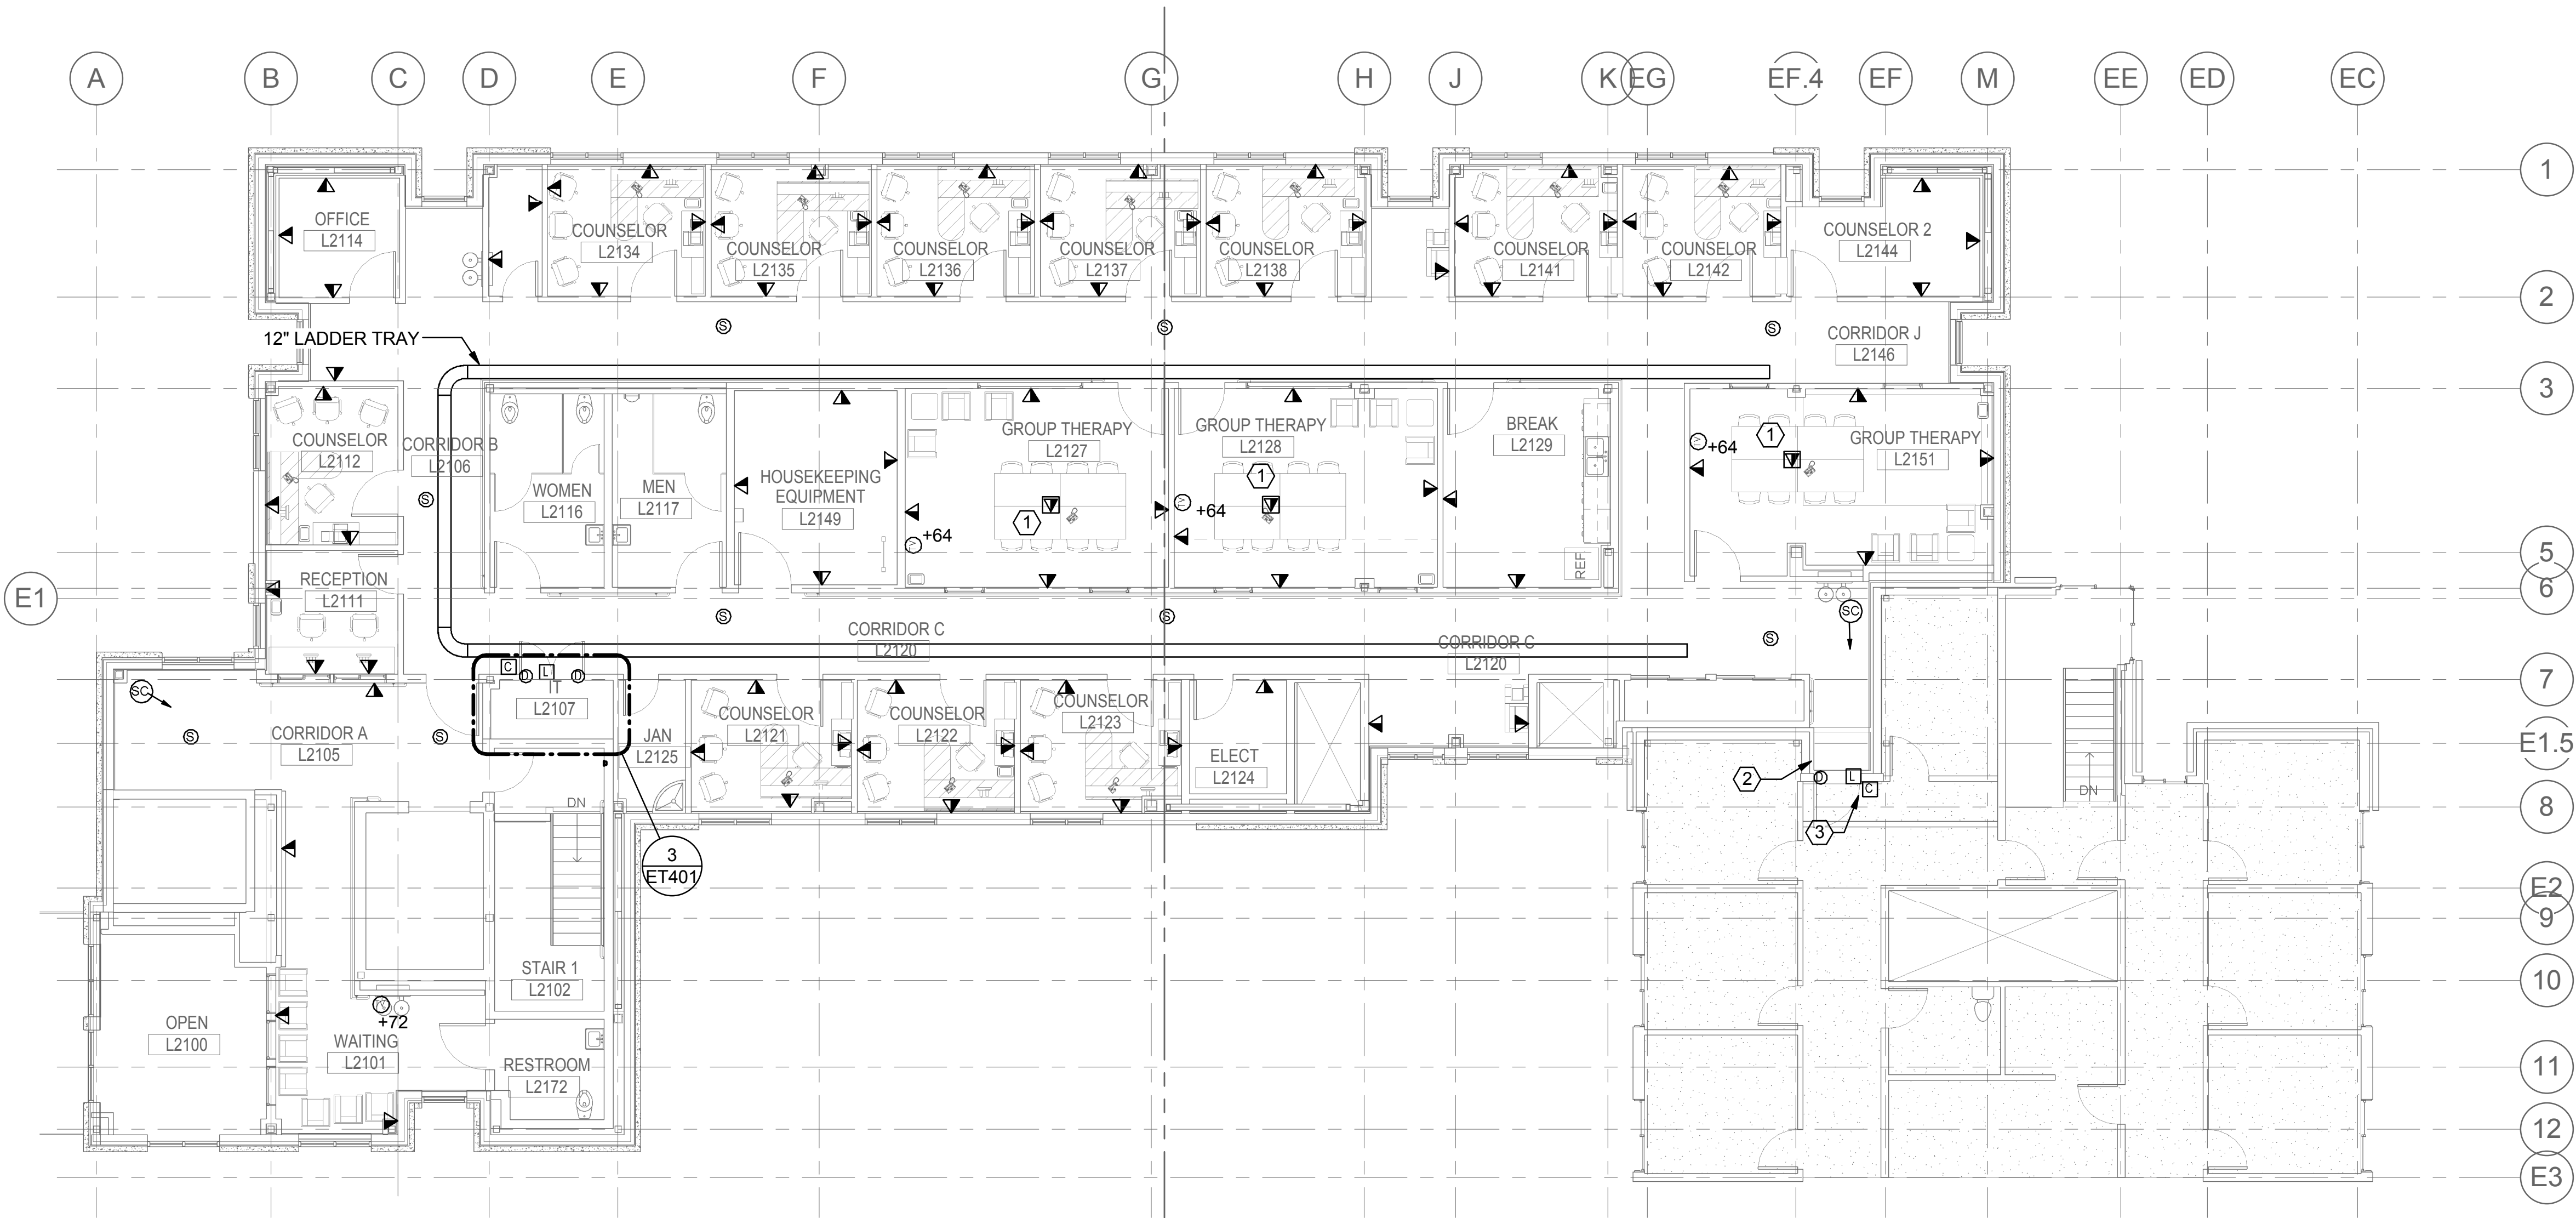 A B C D E F G H J K EG EF.4 EF M EE ED EC
1
OFFICE
L2114
COUNSELOR
L2134
COUNSELOR
L2135
COUNSELOR
L2136
COUNSELOR
L2137
COUNSELOR
L2138
COUNSELOR
L2141
COUNSELOR
L2142
COUNSELOR 2
L2144
2
S
S
S
12" LADDER TRAY
CORRIDOR J
L2146
3
COUNSELOR
L2112
CORRIDOR B
L2106
S
WOMEN
L2116
MEN
L2117
HOUSEKEEPING
EQUIPMENT
L2149
GROUP THERAPY
L2127
1
TV
+64
GROUP THERAPY
L2128
1
TV
+64
BREAK
L2129
REF
TV
+64
1
GROUP THERAPY
L2151
5
6
E1
RECEPTION
L2111
S
S
S
SC
CORRIDOR C
L2120
CORRIDOR C
L2120
7
SC
S
CORRIDOR A
L2105
S
C
D
L
D
L2107
JAN
L2125
COUNSELOR
L2121
COUNSELOR
L2122
COUNSELOR
L2123
ELECT
L2124
E1.5
2
D
L
C
3
DN
DN
8
3
ET401
E2
9
STAIR 1
L2102
10
TV
+72
OPEN
L2100
WAITING
L2101
RESTROOM
L2172
11
12
E3